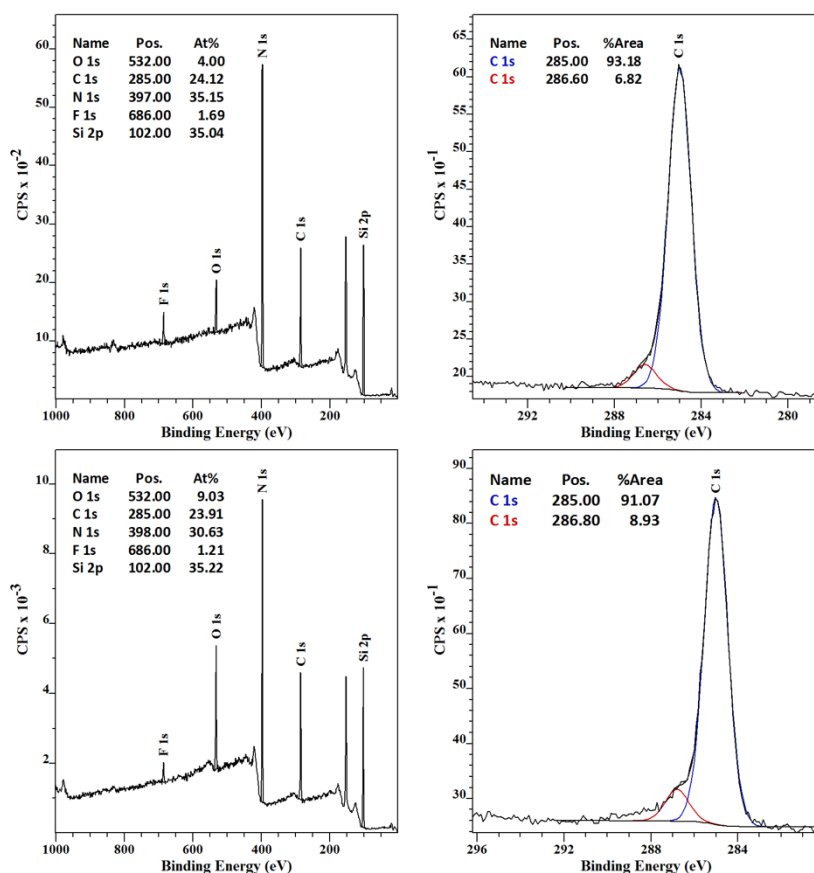 Name Pos. At%
O 1s 532.00 4.00
C 1s 285.00 24.12
N 1s 397.00 35.15
F 1s 686.00 1.69
Si 2p 102.00 35.04
N 1s
C 1s
Si 2p
O 1s
F 1s
60
50
40
30
20
10
CPS x 10⁻²
1000 800 600 400 200
Binding Energy (eV)
Name Pos. %Area
C 1s 285.00 93.18
C 1s 286.60 6.82
C 1s
65
60
55
50
45
40
35
30
25
20
CPS x 10⁻¹
292 288 284 280
Binding Energy (eV)
Name Pos. At%
O 1s 532.00 9.03
C 1s 285.00 23.91
N 1s 398.00 30.63
F 1s 686.00 1.21
Si 2p 102.00 35.22
N 1s
O 1s
C 1s
Si 2p
F 1s
10
8
6
4
2
CPS x 10⁻³
1000 800 600 400 200
Binding Energy (eV)
Name Pos. %Area
C 1s 285.00 91.07
C 1s 286.80 8.93
C 1s
90
80
70
60
50
40
30
CPS x 10⁻¹
296 292 288 284
Binding Energy (eV)